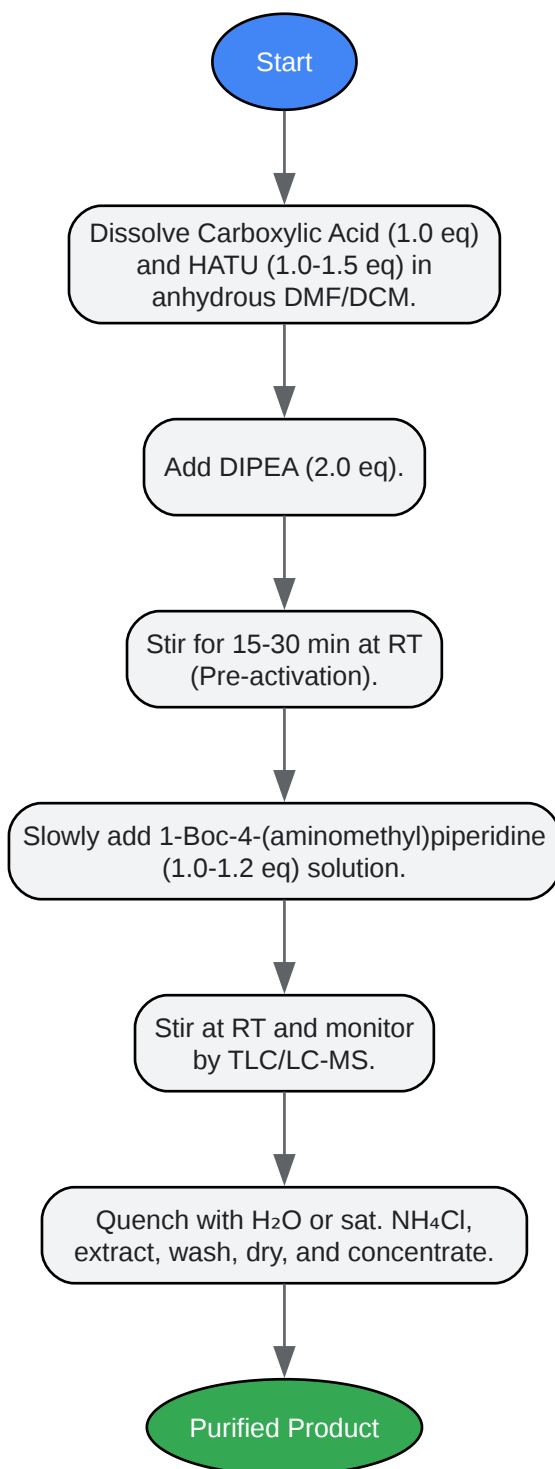 Start
Dissolve Carboxylic Acid (1.0 eq)
and HATU (1.0-1.5 eq) in
anhydrous DMF/DCM.
Add DIPEA (2.0 eq).
Stir for 15-30 min at RT
(Pre-activation).
Slowly add 1-Boc-4-(aminomethyl)piperidine
(1.0-1.2 eq) solution.
Stir at RT and monitor
by TLC/LC-MS.
Quench with H₂O or sat. NH₄Cl,
extract, wash, dry, and concentrate.
Purified Product